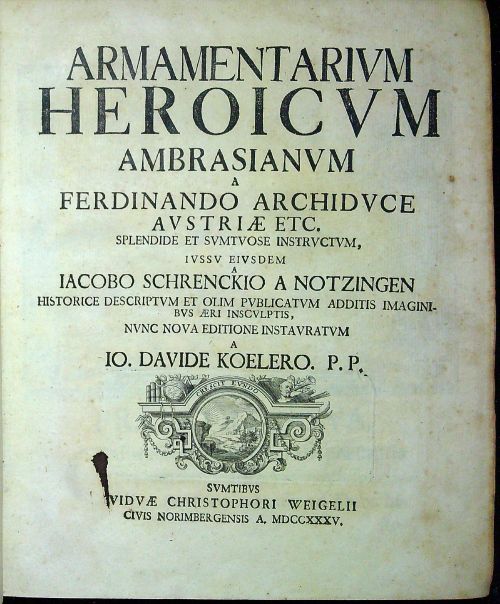 ARMAMENTARIVM
HEROICVM
AMBRASIANVM
A
FERDINANDO ARCHIDVCE
AVSTRIÆ ETC.
SPLENDIDE ET SVMTVOSE INSTRVCTVM,
IVSSV EIVSDEM
A
IACOBO SCHRENCKIO A NOTZINGEN
HISTORICE DESCRIPTVM ET OLIM PVBLICATVM ADDITIS IMAGINI-
BVS ÆRI INSCVLPTIS,
NVNC NOVA EDITIONE INSTAVRATVM
A
IO. DAVIDE KOELERO. P. P.
EVNDO
SVMTIBVS
VIDVÆ CHRISTOPHORI WEIGELII
CIVIS NORIMBERGENSIS A. MDCCXXXV.